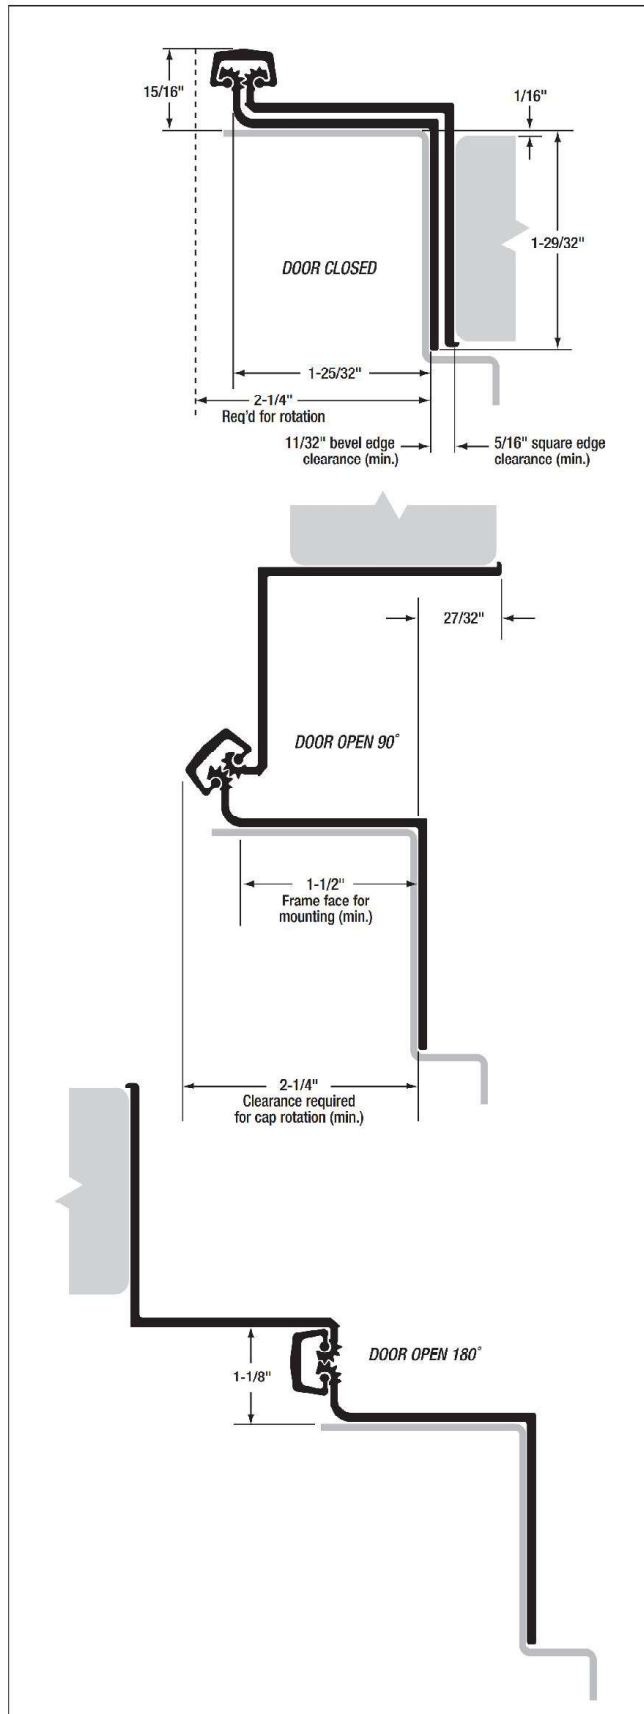 15/16"
1/16"
1-29/32"
DOOR CLOSED
1-25/32"
2-1/4"
Req'd for rotation
11/32" bevel edge
clearance (min.)
5/16" square edge
clearance (min.)
27/32"
DOOR OPEN 90˚
1-1/2"
Frame face for
mounting (min.)
2-1/4"
Clearance required
for cap rotation (min.)
DOOR OPEN 180˚
1-1/8"